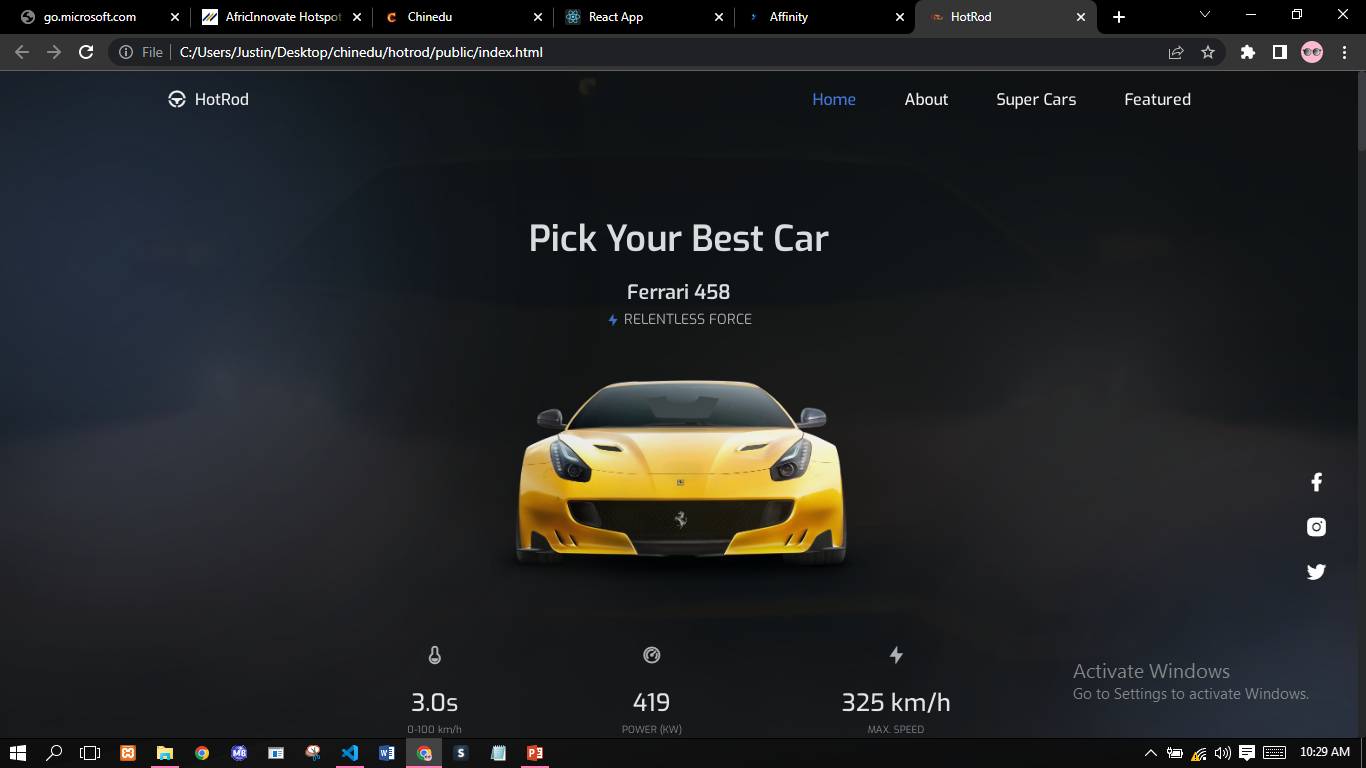 go.microsoft.com
AfricInnovate Hotspot
Chinedu
React App
Affinity
HotRod
File
C:/Users/Justin/Desktop/chinedu/hotrod/public/index.html
HotRod
Home
About
Super Cars
Featured
Pick Your Best Car
Ferrari 458
RELENTLESS FORCE
3.0s
419
325 km/h
0-100 km/h
POWER (KW)
MAX. SPEED
Activate Windows
Go to Settings to activate Windows.
10:29 AM